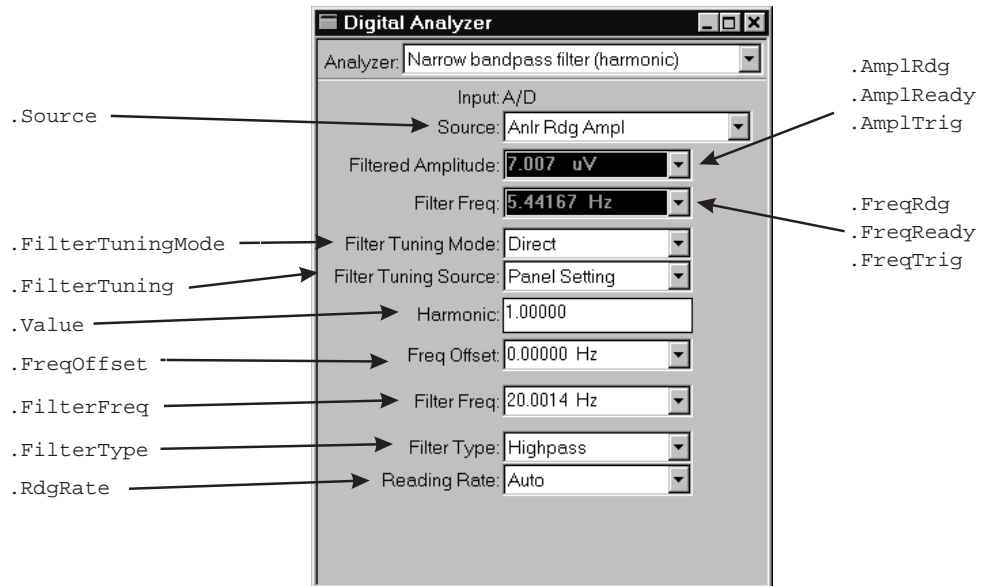 Digital Analyzer
Analyzer: Narrow bandpass filter (harmonic)
Input: A/D
.Source
Source: Anlr Rdg Ampl
.AmplRdg
.AmplReady
.AmplTrig
Filtered Amplitude: 7.007 uV
Filter Freq: 5.44167 Hz
.FreqRdg
.FreqReady
.FreqTrig
.FilterTuningMode
Filter Tuning Mode: Direct
.FilterTuning
Filter Tuning Source: Panel Setting
.Value
Harmonic: 1.00000
.FreqOffset
Freq Offset: 0.00000 Hz
.FilterFreq
Filter Freq: 20.0014 Hz
.FilterType
Filter Type: Highpass
.RdgRate
Reading Rate: Auto